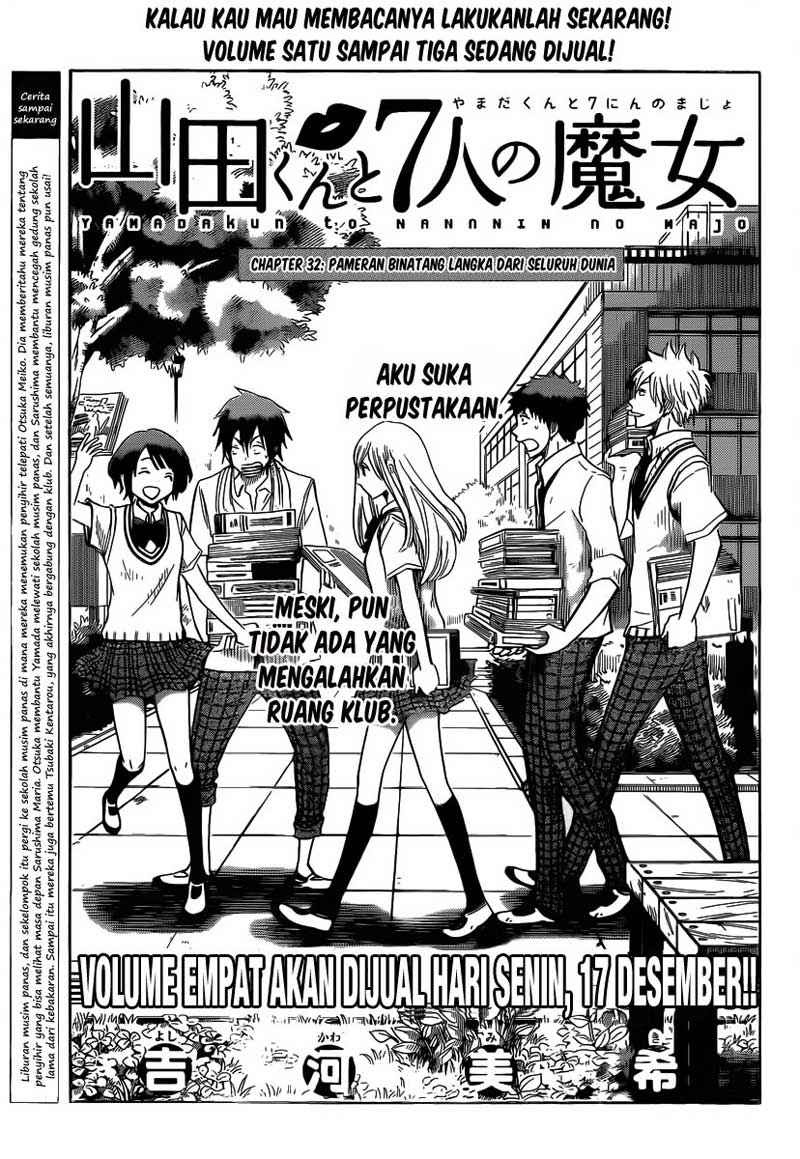 KALAU KAU MAU MEMBACANYA LAKUKANLAH SEKARANG!
VOLUME SATU SAMPAI TIGA SEDANG DIJUAL!
Cerita
sampai
sekarang
Liburan musim panas, dan sekelompok itu pergi ke sekolah musim panas di mana mereka menemukan penyihir telepati Otsuka Meiko. Dia memberitahu mereka tentang
penyihir yang bisa melihat masa depan Sarushima Maria. Otsuka membantu Yamada melewati sekolah musim panas, dan Sarushima membantu mencegah gedung sekolah
lama dari kebakaran. Sampai itu mereka juga bertemu Tsubaki Kentarou, yang akhirnya bergabung dengan klub. Dan setelah semuanya, liburan musim panas pun usai!
やまだくんと7にんのまじょ
山田くんと7人の魔女
YAMADAKUN to NANNNIN NO MAJO
CHAPTER 32: PAMERAN BINATANG LANGKA DARI SELURUH DUNIA
AKU SUKA
PERPUSTAKAAN.
MESKI, PUN
TIDAK ADA YANG
MENGALAHKAN
RUANG KLUB.
VOLUME EMPAT AKAN DIJUAL HARI SENIN, 17 DESEMBER!!
よし かわ み き
吉 河 美 希